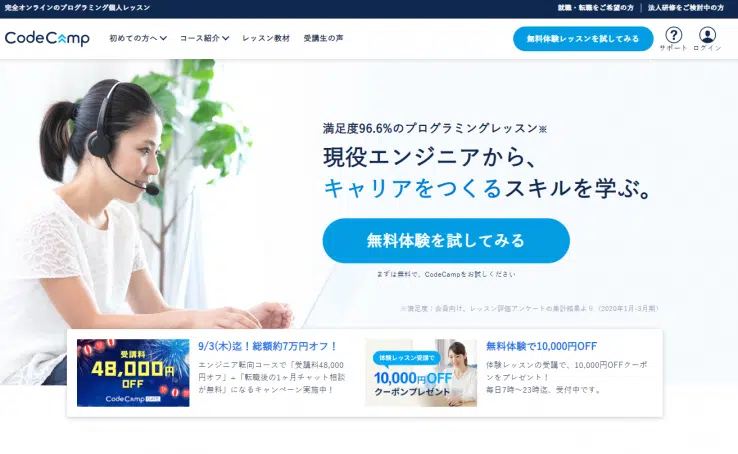 完全オンラインのプログラミング個人レッスン
就職・転職をご希望の方 | 法人研修をご検討中の方
CodeCamp 初めての方へ コース紹介 レッスン教材 受講生の声 無料体験レッスンを試してみる サポート ログイン
満足度96.6%のプログラミングレッスン※
現役エンジニアから、
キャリアをつくるスキルを学ぶ。
無料体験を試してみる
まずは無料で、CodeCampをお試しください
※満足度：会員向け、レッスン評価アンケートの集計結果より（2020年1月-3月期）
受講料
48,000円
OFF
CodeCamp GATE
9/3(木)迄！総額約7万円オフ！
エンジニア転向コースで「受講料48,000
円オフ」+「転職後の1ヶ月チャット相談
が無料」になるキャンペーン実施中！
体験レッスン受講で
10,000円OFF
クーポンプレゼント
無料体験で10,000円OFF
体験レッスンの受講で、10,000円OFFクーポ
ンをプレゼント！
毎日7時〜23時迄、受付中です。